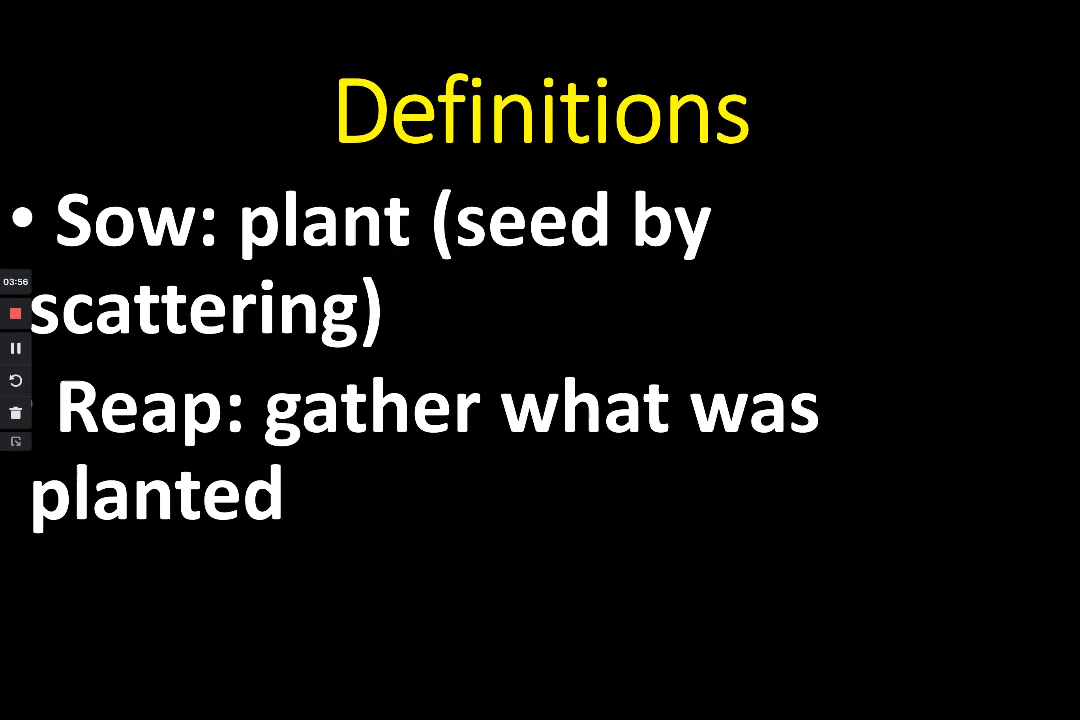 Definitions
• Sow: plant (seed by
scattering)
03:56
Reap: gather what was
planted